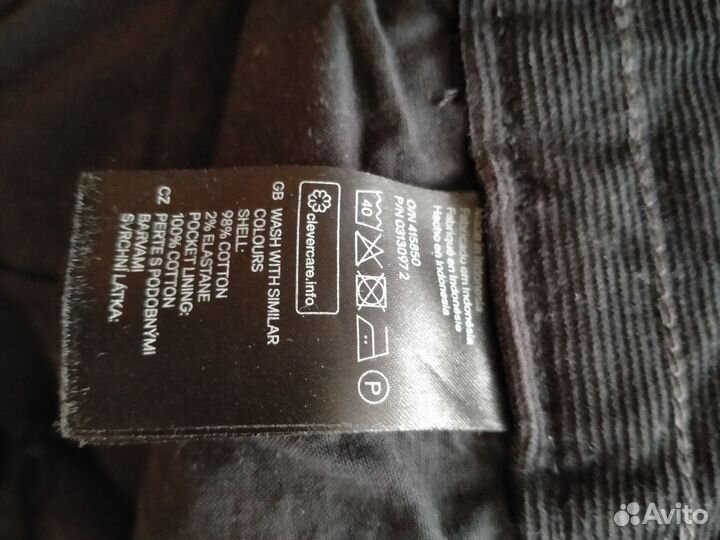 Fabricado em Indonésia
Fabriqué en Indonésie
Hecho en Indonesia
O/N 415850
P/N 0313097 2
40
P
clevercare.info
GB WASH WITH SIMILAR
COLOURS
SHELL:
98% COTTON
2% ELASTANE
POCKET LINING:
100% COTTON
CZ PERTE S PODOBNÝMI
BARVAMI
SVRCHNÍ LÁTKA:
Avito